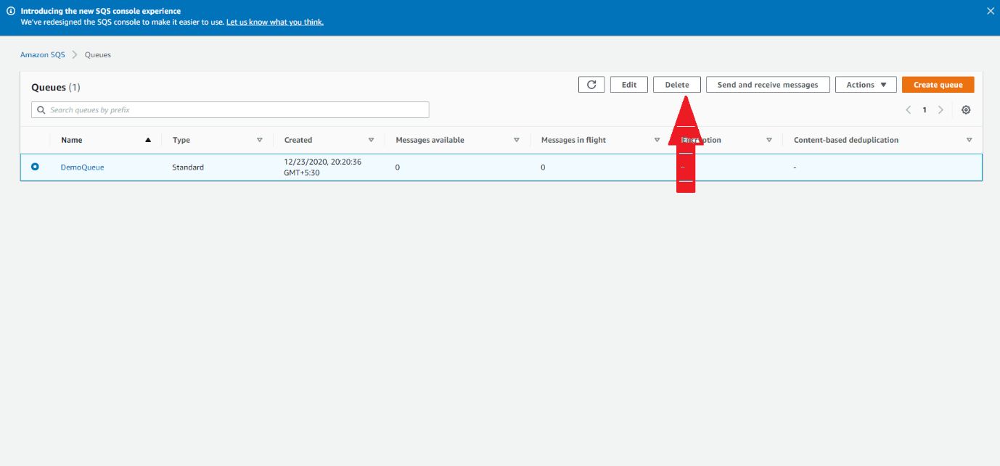 Introducing the new SQS console experience
We've redesigned the SQS console to make it easier to use. Let us know what you think.
Amazon SQS > Queues
Queues (1)
Edit
Delete
Send and receive messages
Actions
Create queue
Search queues by prefix
1
Name
Type
Created
Messages available
Messages in flight
Encryption
Content-based deduplication
DemoQueue
Standard
12/23/2020, 20:20:36
GMT+5:30
0
0
-
-